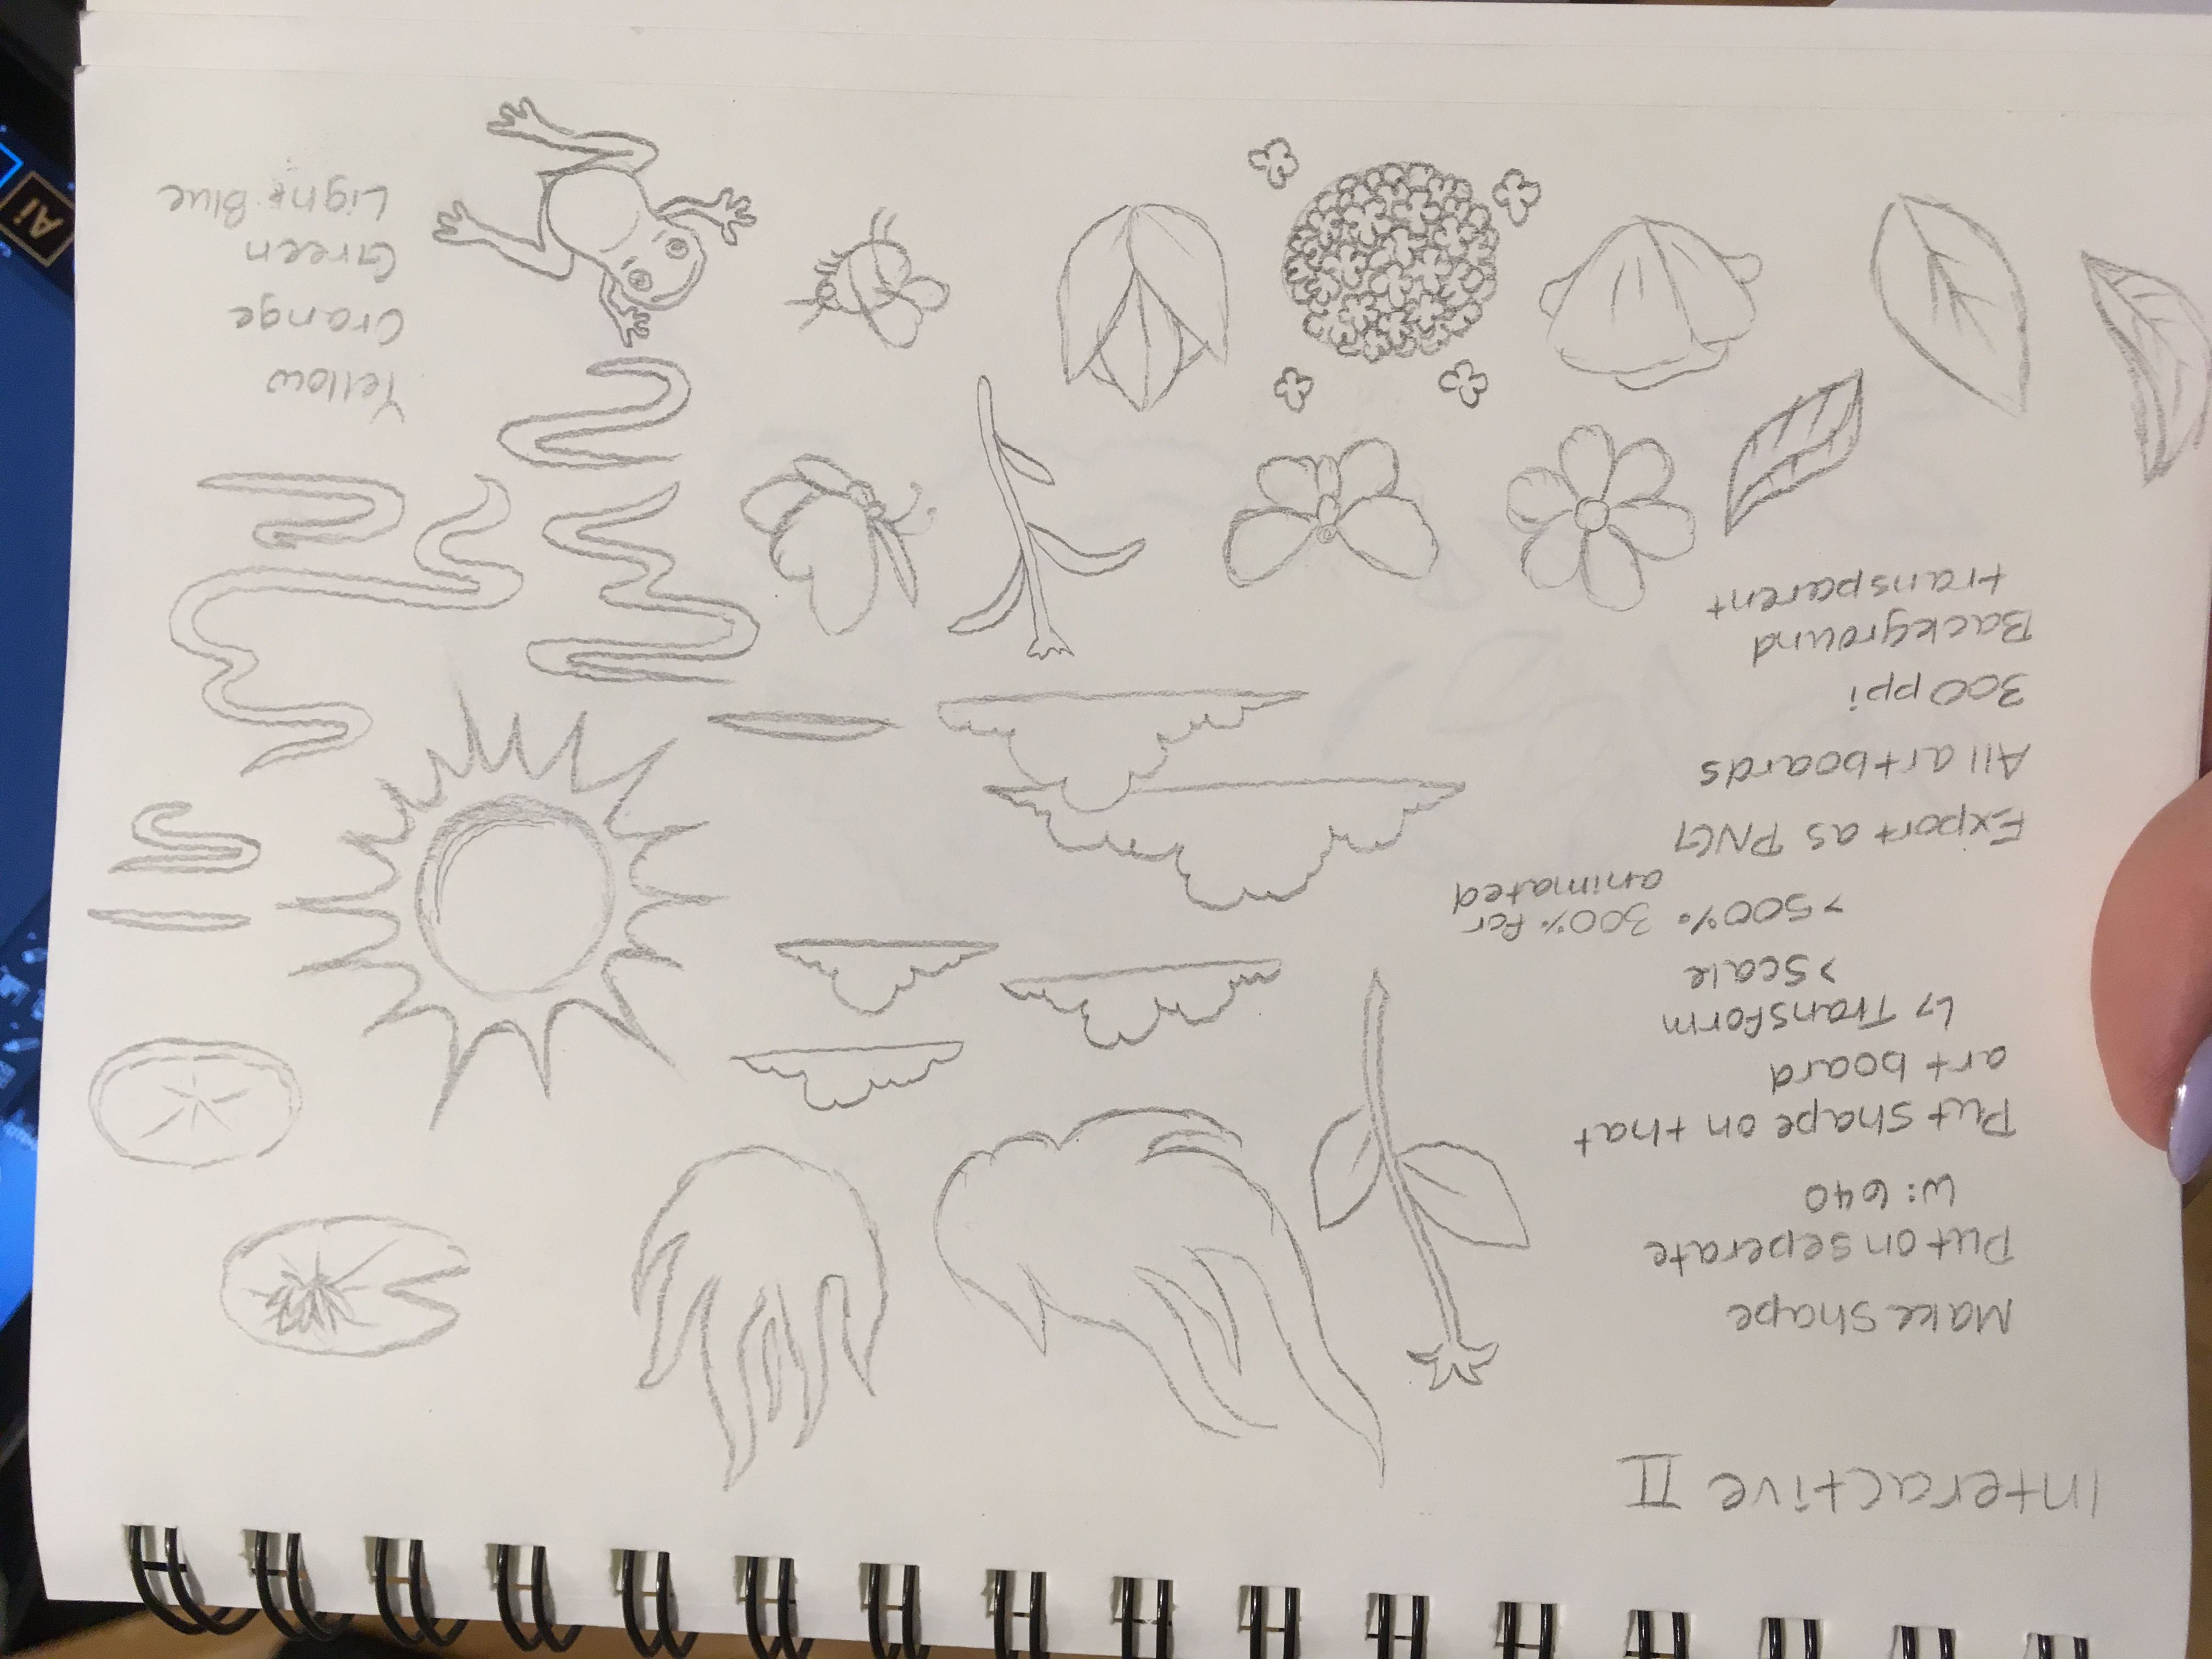 Interactive II
Make shape
Put on seperate
W: 640
Put shape on that
art board
↳ Transform
> Scale
> 500% 300% for
animated
Export as PNG
All artboards
300 ppi
Background
transparent
Yellow
Orange
Green
Light Blue
Ai